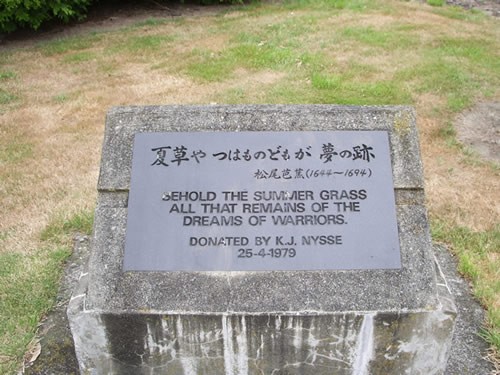 夏草や つはものどもが 夢の跡
松尾芭蕉(1644〜1694)
BEHOLD THE SUMMER GRASS
ALL THAT REMAINS OF THE
DREAMS OF WARRIORS.
DONATED BY K.J. NYSSE
25-4-1979